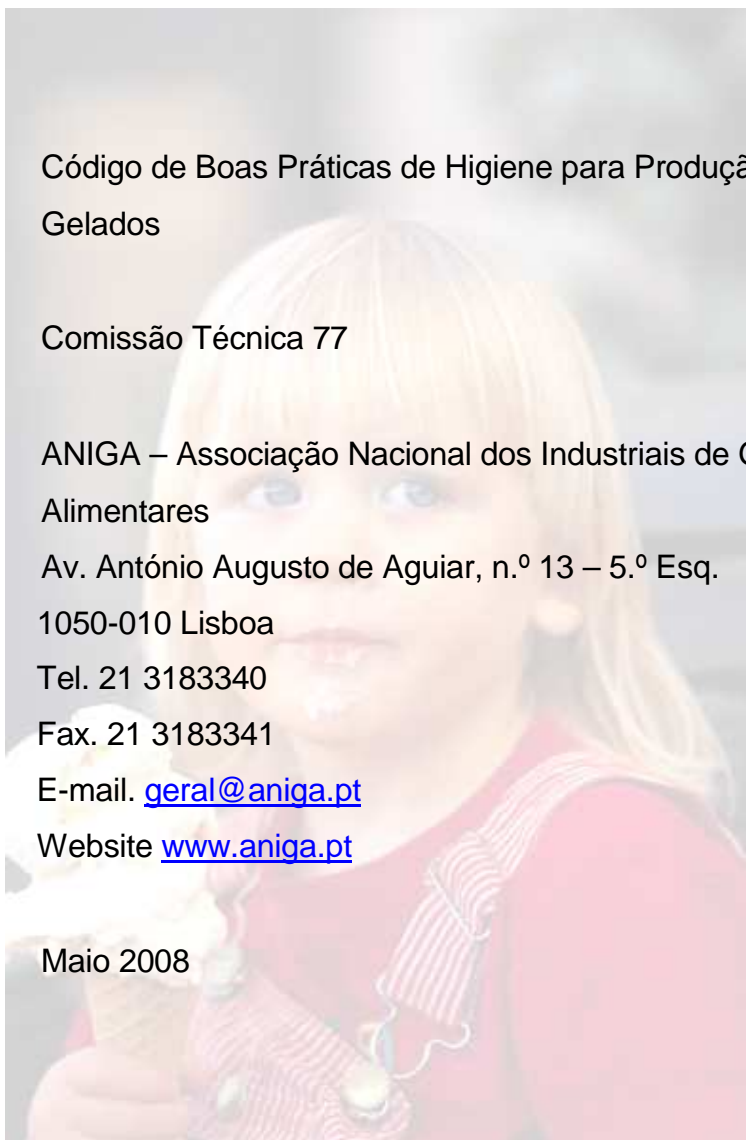 Código de Boas Práticas de Higiene para Produçã
Gelados
Comissão Técnica 77
ANIGA – Associação Nacional dos Industriais de G
Alimentares
Av. António Augusto de Aguiar, n.º 13 – 5.º Esq.
1050-010 Lisboa
Tel. 21 3183340
Fax. 21 3183341
E-mail. geral@aniga.pt
Website www.aniga.pt
Maio 2008